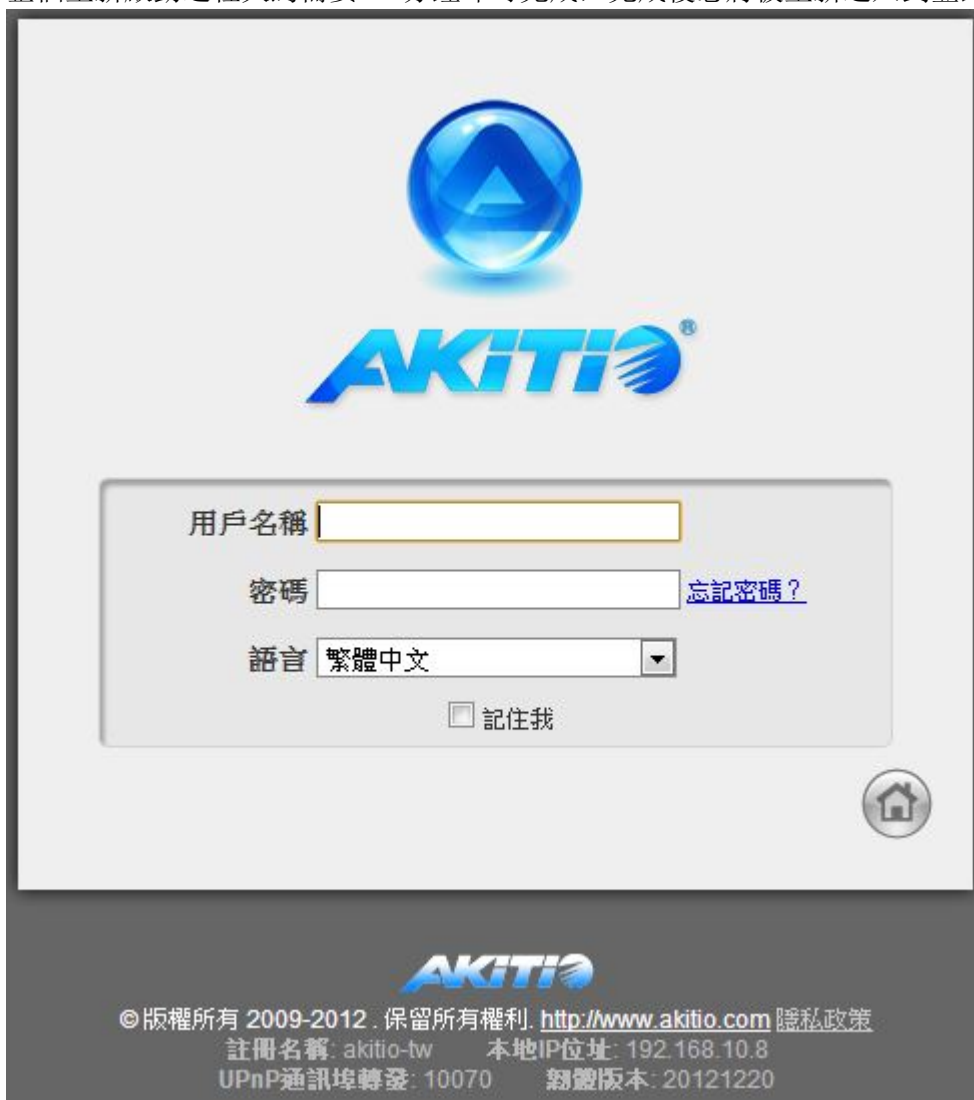 AKiTiO®
用戶名稱
密碼 忘記密碼？
語言 繁體中文
記住我
AKiTiO
©版權所有 2009-2012 . 保留所有權利. http://www.akitio.com 隱私政策
註冊名稱: akitio-tw 本地IP位址: 192.168.10.8
UPnP通訊埠轉發: 10070 韌體版本: 20121220